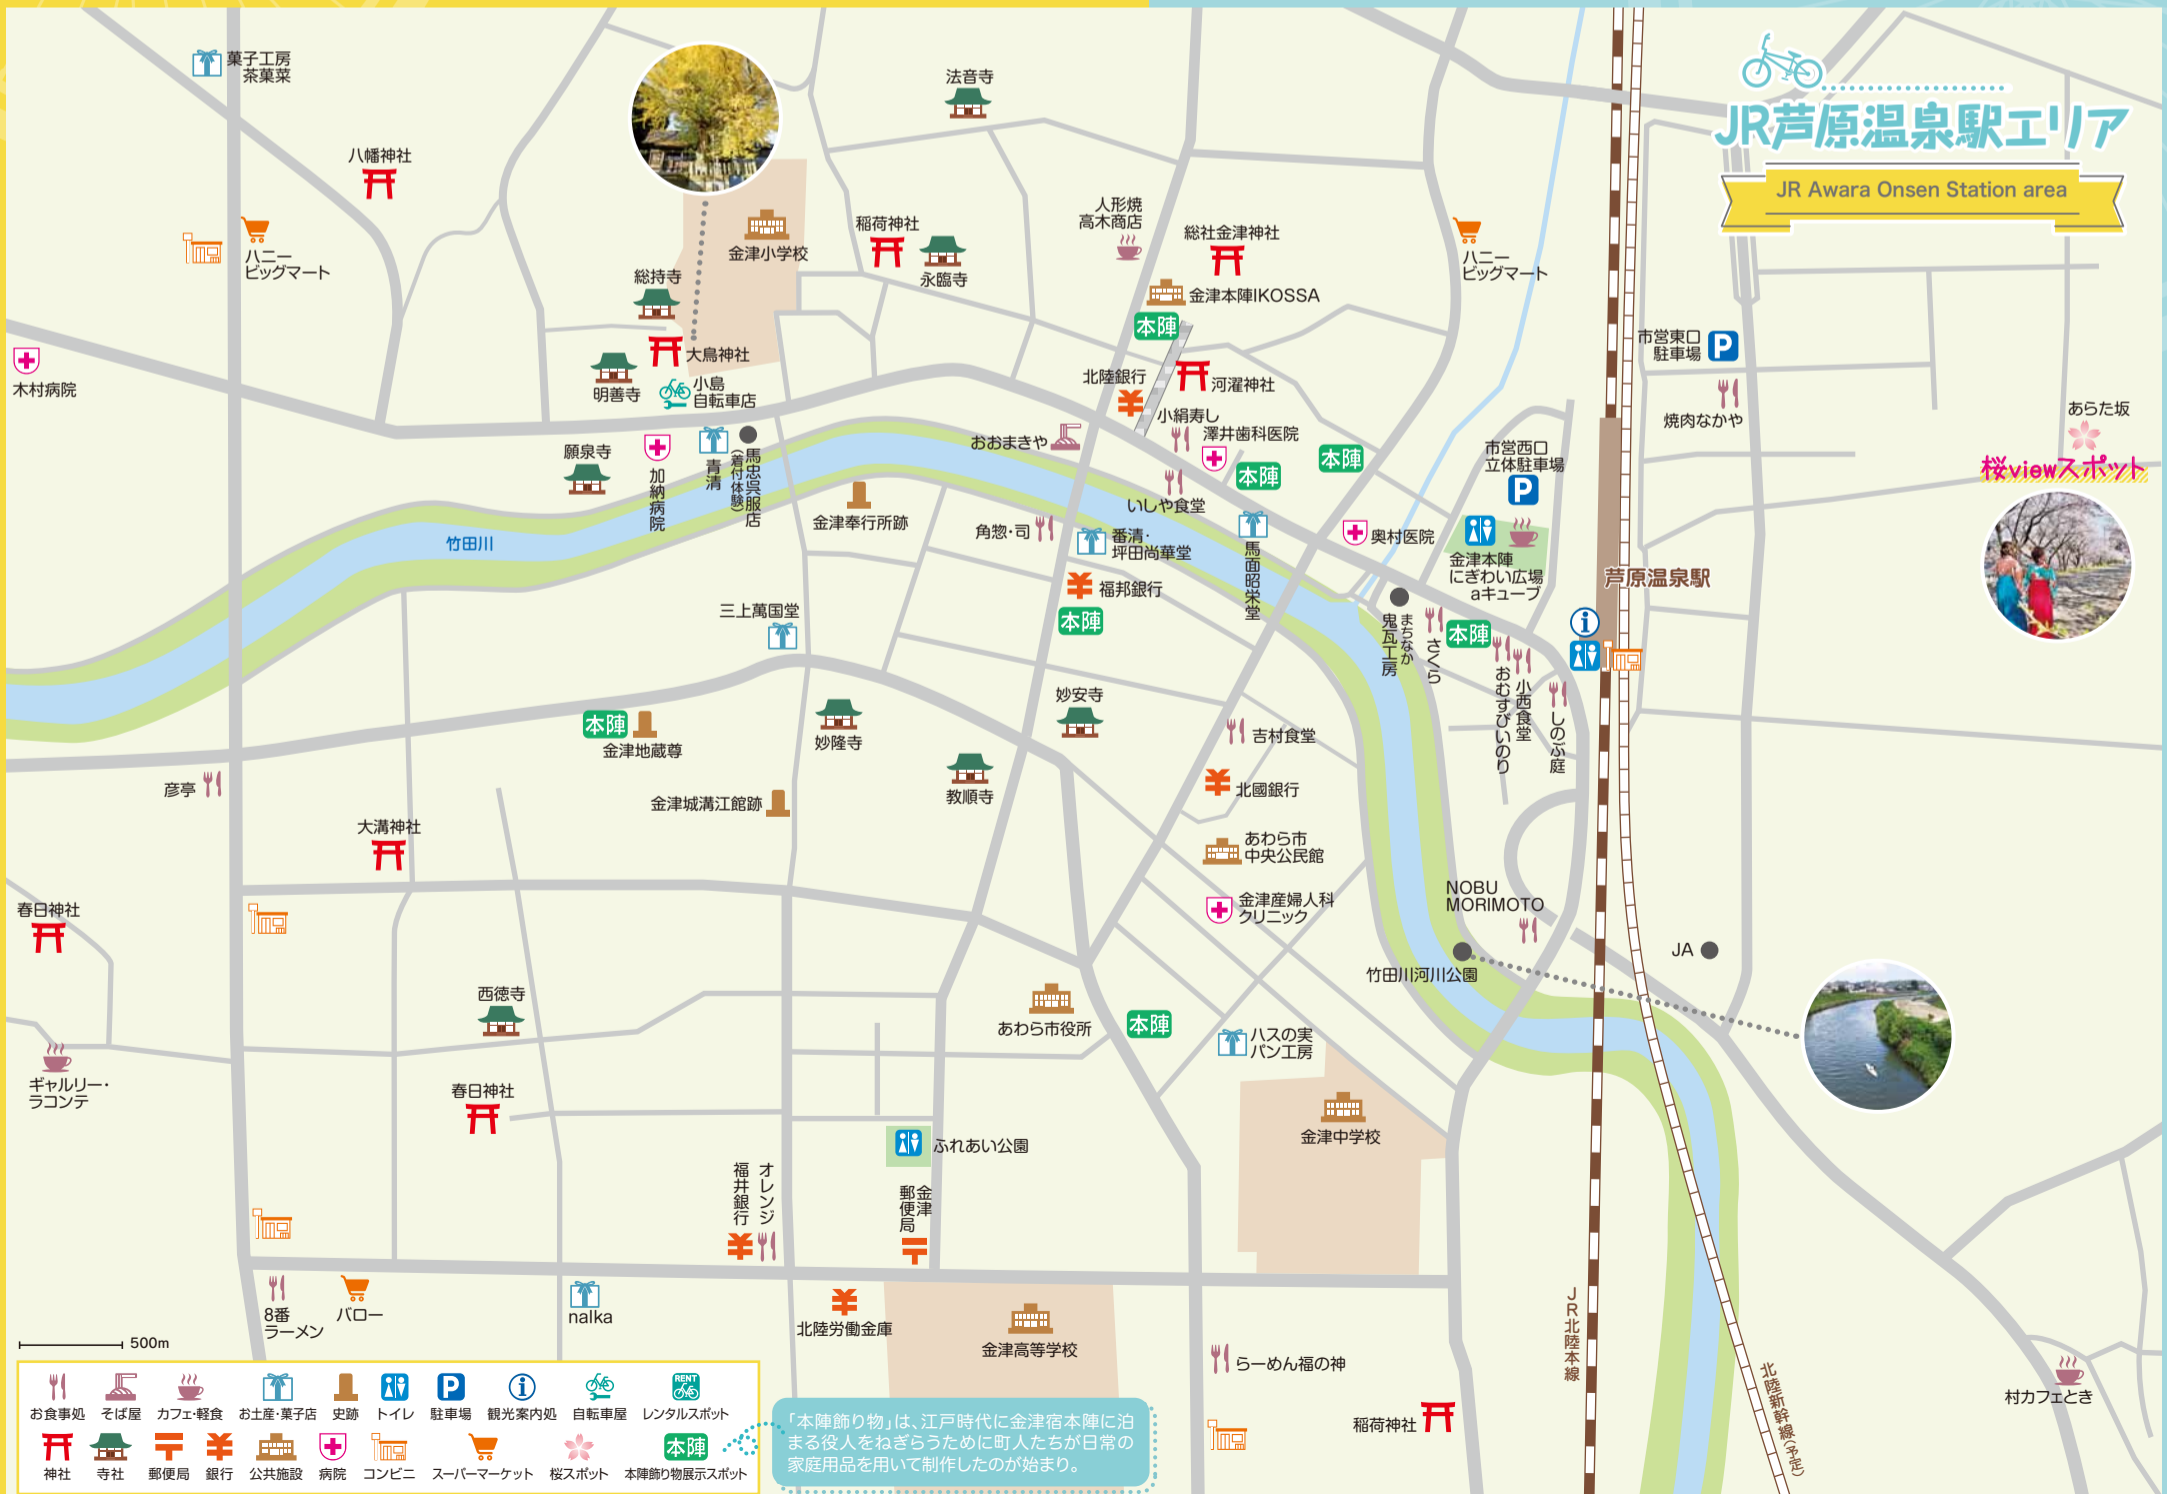 JR芦原温泉駅エリア
JR Awara Onsen Station area
菓子工房
茶菓菜
法音寺
八幡神社
人形焼
高木商店
総社金津神社
稲荷神社
永臨寺
金津小学校
ハニー
ビッグマート
ハニー
ビッグマート
総持寺
金津本陣IKOSSA
本陣
大鳥神社
市営東口
駐車場
P
木村病院
明善寺
小島
自転車店
北陸銀行
河濯神社
焼肉なかや
あらた坂
桜viewスポット
小絹寿し
澤井歯科医院
おおまきや
本陣
本陣
市営西口
立体駐車場
P
願泉寺
加納病院
青清
馬忠呉服店
(着付体験)
金津奉行所跡
いしや食堂
角惣・司
番清・
坪田尚華堂
馬面昭栄堂
奥村医院
金津本陣
にぎわい広場
aキューブ
芦原温泉駅
竹田川
福邦銀行
本陣
三上萬国堂
まちなか
鬼瓦工房
さくら
本陣
おむすびいのり
小西食堂
しのぶ庭
妙安寺
本陣
金津地蔵尊
妙隆寺
吉村食堂
教順寺
北國銀行
彦亭
金津城溝江館跡
大溝神社
あわら市
中央公民館
金津産婦人科
クリニック
NOBU
MORIMOTO
春日神社
JA
竹田川河川公園
西徳寺
あわら市役所
本陣
ハスの実
パン工房
ギャルリー・
ラコンテ
春日神社
金津中学校
ふれあい公園
福井銀行
オレンジ
金津
郵便局
8番
ラーメン
バロー
nalka
北陸労働金庫
金津高等学校
らーめん福の神
稲荷神社
JR北陸本線
北陸新幹線(予定)
村カフェとき
500m
お食事処
そば屋
カフェ・軽食
お土産・菓子店
史跡
トイレ
P
駐車場
観光案内処
自転車屋
RENT
レンタルスポット
神社
寺社
郵便局
銀行
公共施設
病院
コンビニ
スーパーマーケット
桜スポット
本陣
本陣飾り物展示スポット
「本陣飾り物」は、江戸時代に金津宿本陣に泊
まる役人をねぎらうために町人たちが日常の
家庭用品を用いて制作したのが始まり。